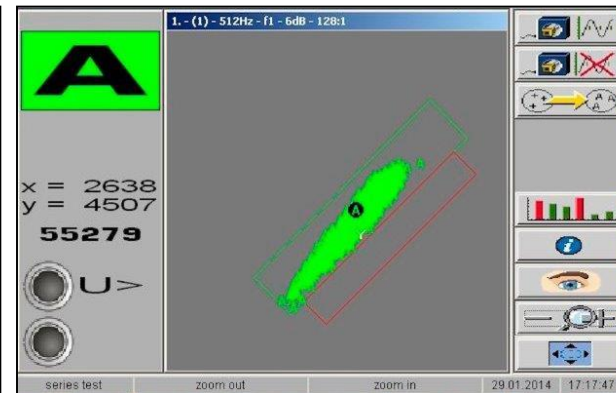 1. - (1) - 512Hz - f1 - 6dB - 128:1
A
x = 2638
y = 4507
55279
U>
A
A
series test
zoom out
zoom in
29.01.2014
17:17:47